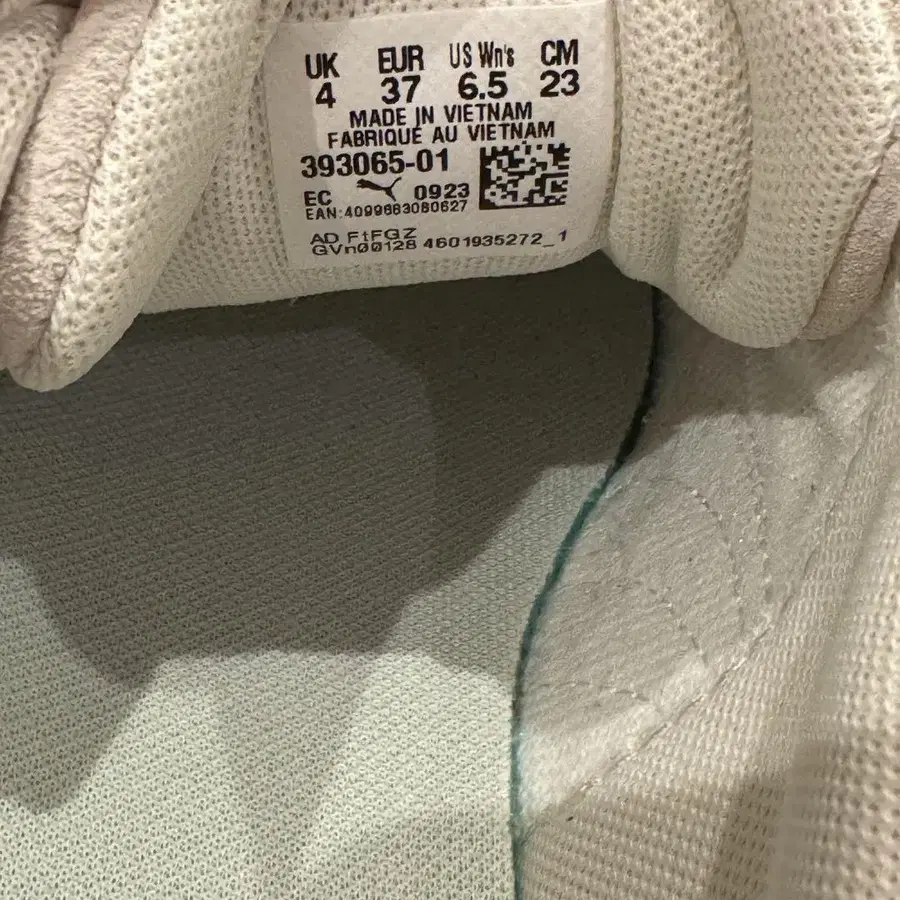 UK EUR US Wn's CM
4 37 6.5 23
MADE IN VIETNAM
FABRIQUÉ AU VIETNAM
393065-01
EC 0923
EAN:4099683080627
AD FtFGZ
GVn00128 4601935272_1